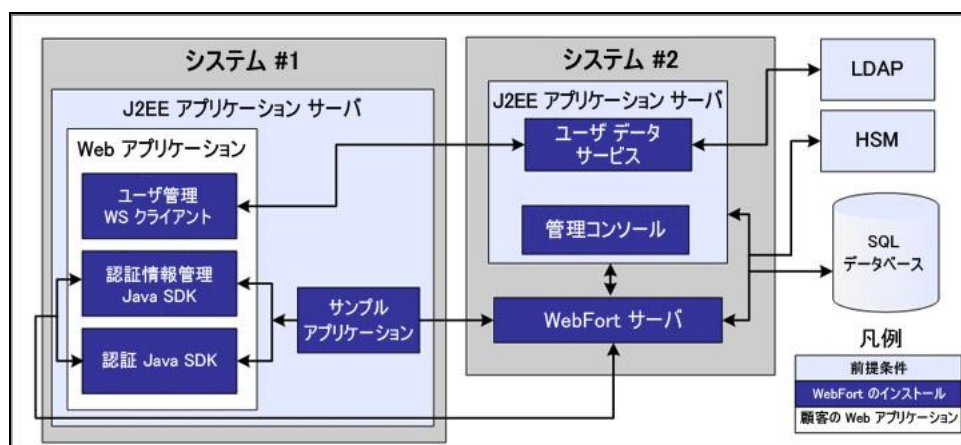 システム #1
J2EE アプリケーション サーバ
Web アプリケーション
ユーザ管理
WS クライアント
認証情報管理
Java SDK
認証 Java SDK
サンプル
アプリケーション
システム #2
J2EE アプリケーション サーバ
ユーザ データ
サービス
管理コンソール
WebFort サーバ
LDAP
HSM
SQL
データベース
凡例
前提条件
WebFort のインストール
顧客の Web アプリケーション